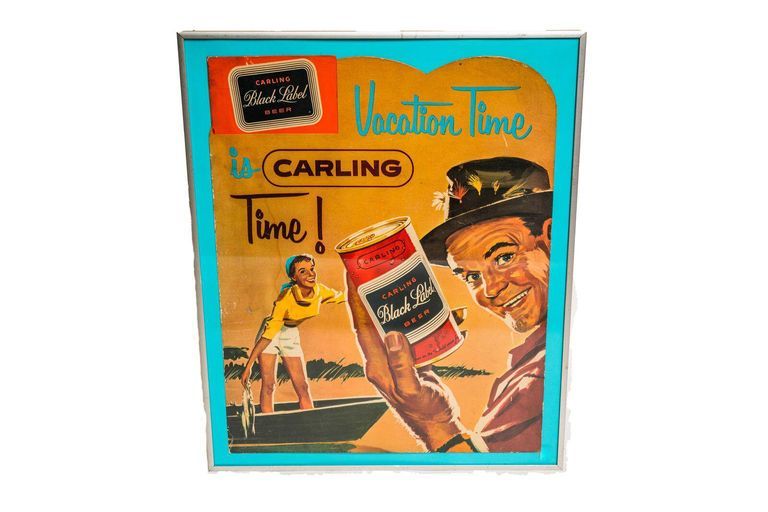 CARLING
Black Label
BEER
Vacation Time
is CARLING
Time!
CARLING
CARLING
Black Label
BEER